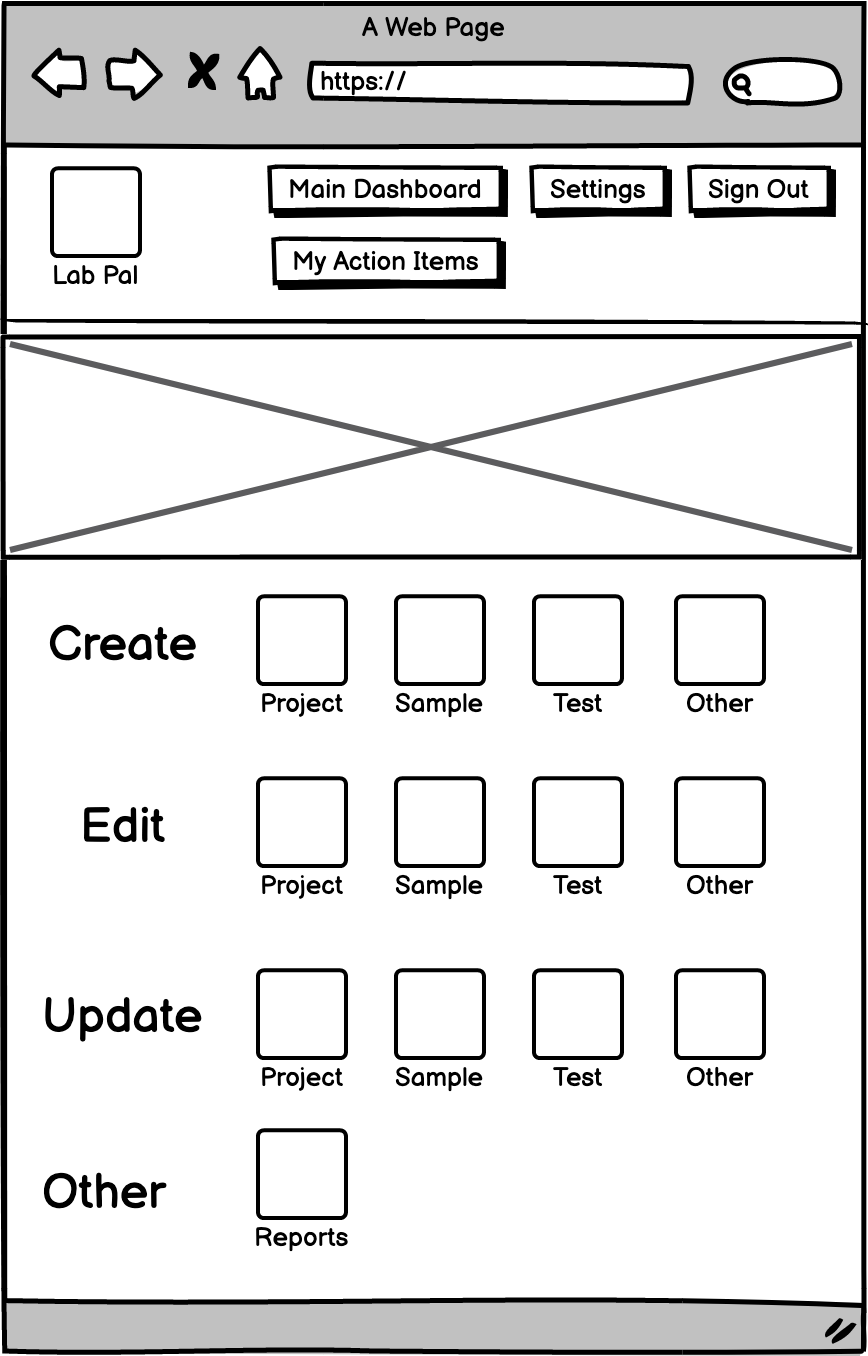 A Web Page
https://
Main Dashboard
Settings
Sign Out
My Action Items
Lab Pal
Create
Project
Sample
Test
Other
Edit
Project
Sample
Test
Other
Update
Project
Sample
Test
Other
Other
Reports